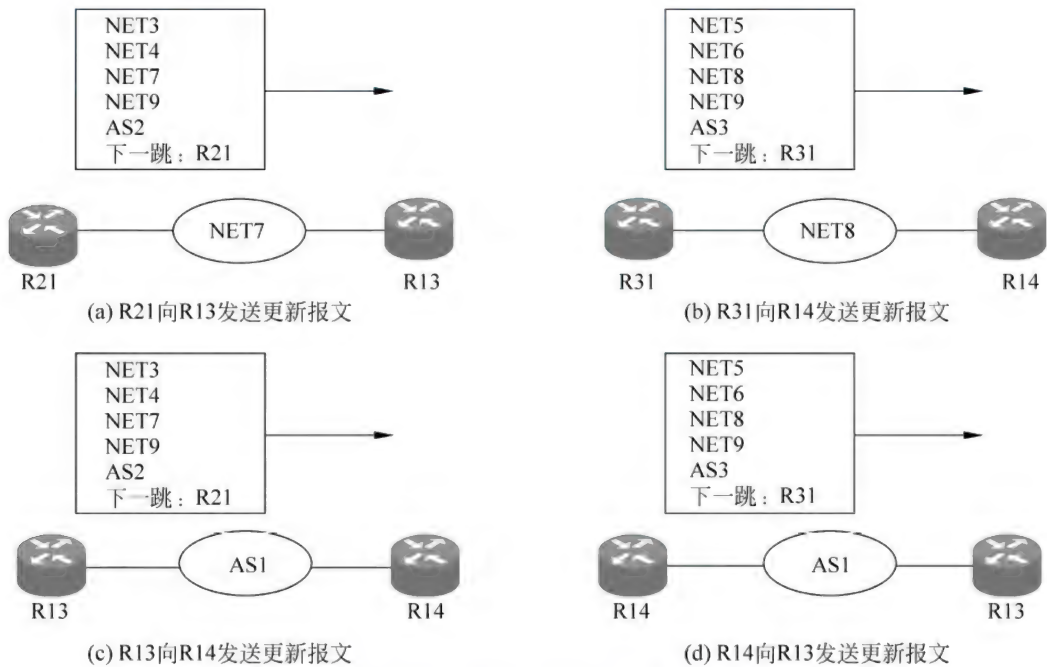 NET3
NET4
NET7
NET9
AS2
下一跳：R21
NET7
R21
R13
(a) R21向R13发送更新报文
NET5
NET6
NET8
NET9
AS3
下一跳：R31
NET8
R31
R14
(b) R31向R14发送更新报文
NET3
NET4
NET7
NET9
AS2
下一跳：R21
AS1
R13
R14
(c) R13向R14发送更新报文
NET5
NET6
NET8
NET9
AS3
下一跳：R31
AS1
R14
R13
(d) R14向R13发送更新报文